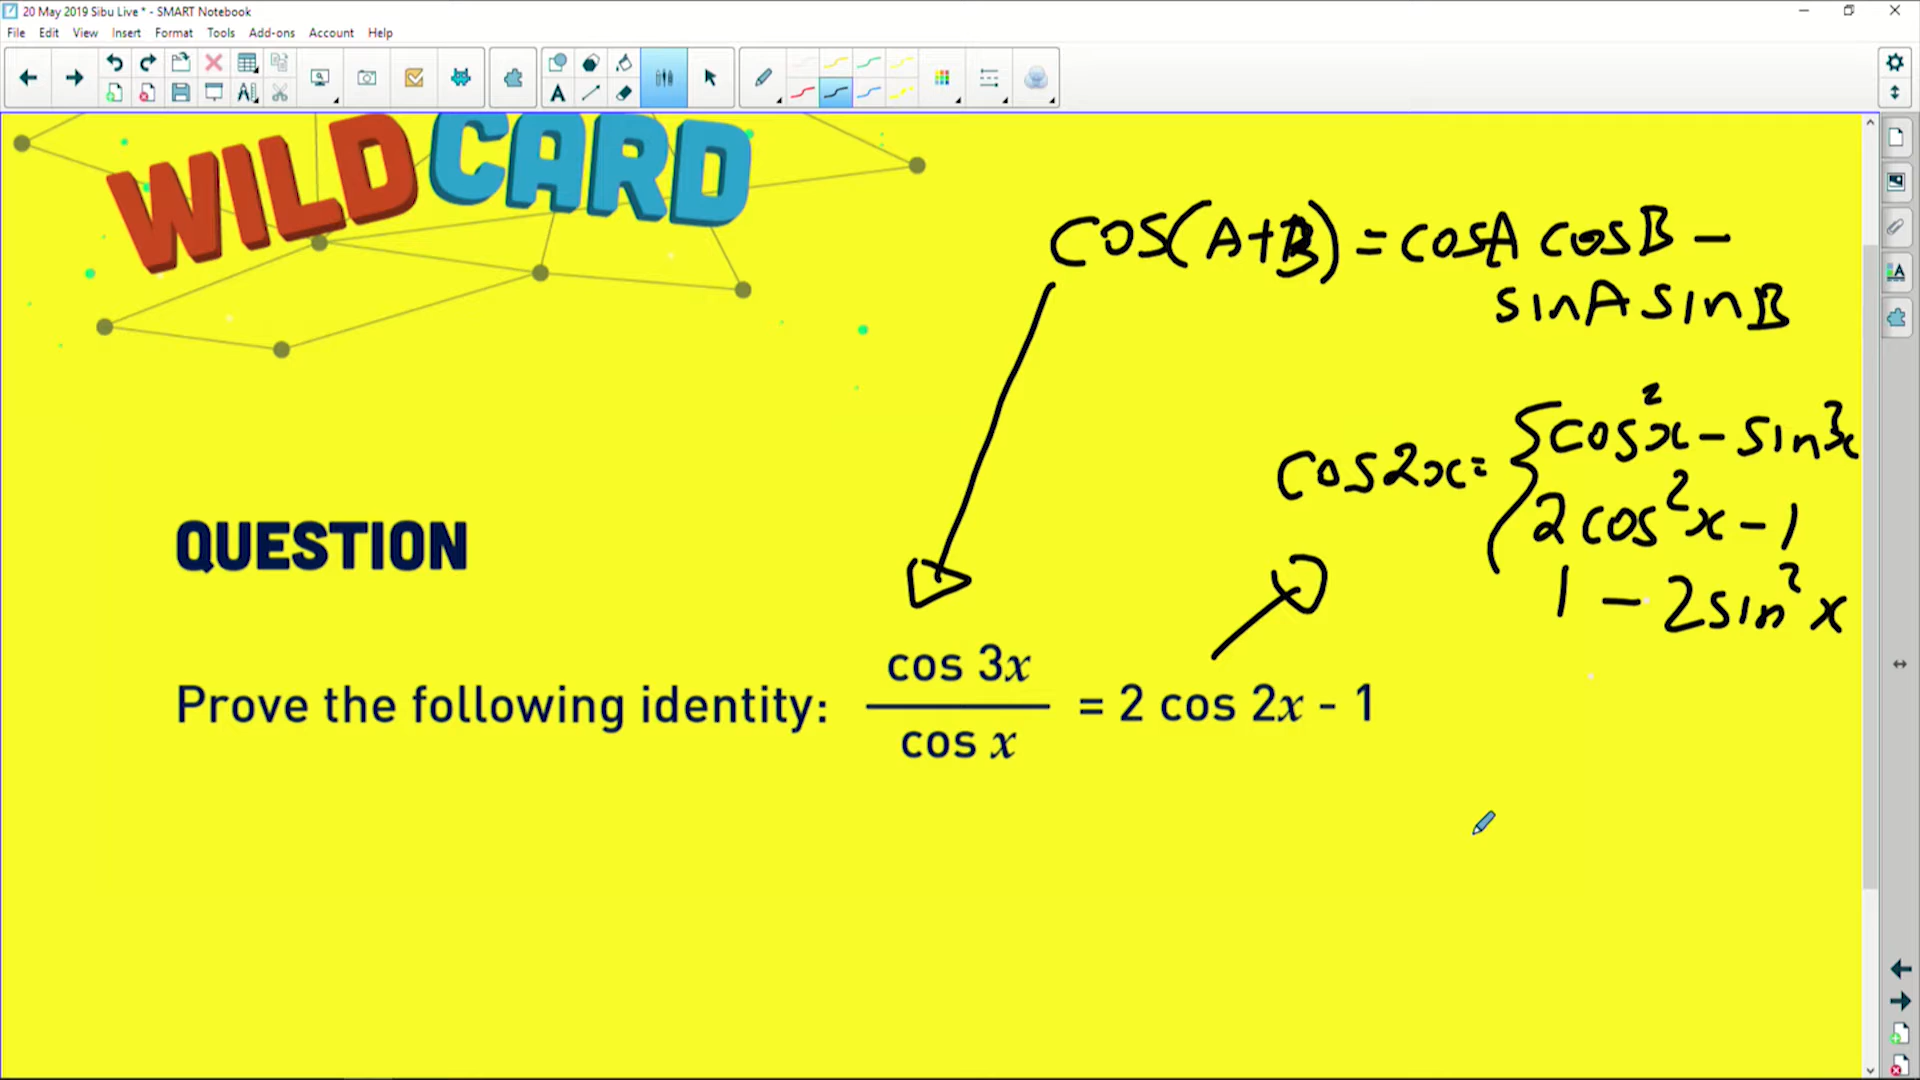 20 May 2019 Sibu Live * - SMART Notebook
File Edit View Insert Format Tools Add-ons Account Help
WILD CARD
cos(A+B) = cosA cosB -
sinA sinB
cos2x = { cos²x - sin²x
2cos²x - 1
1 - 2sin²x
QUESTION
Prove the following identity: cos 3x / cos x = 2 cos 2x - 1